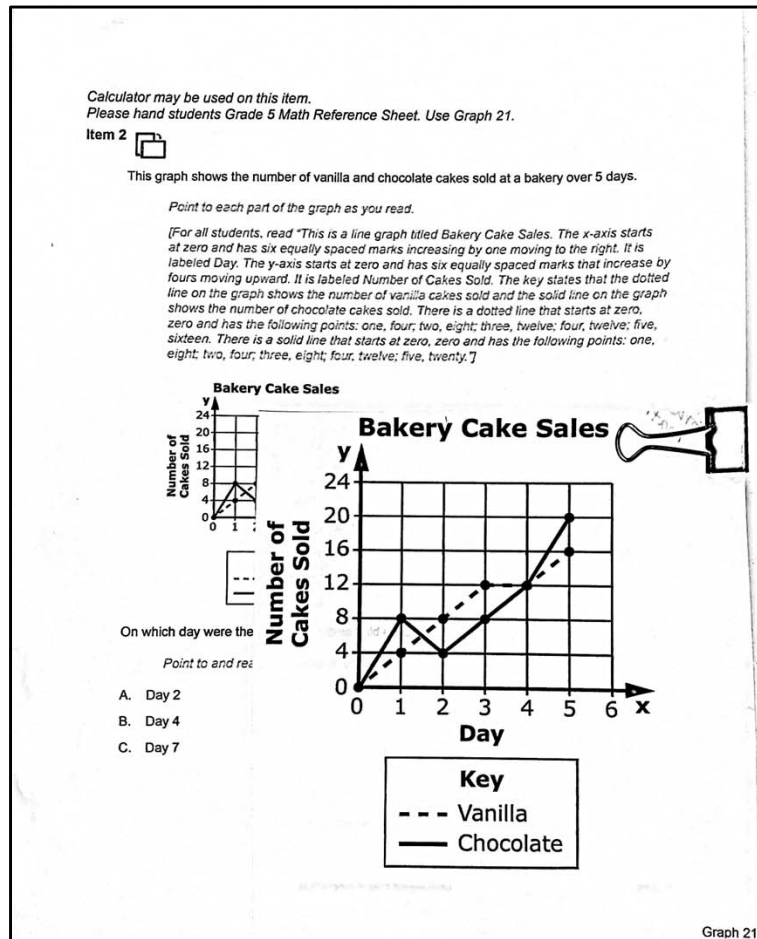 Calculator may be used on this item.
Please hand students Grade 5 Math Reference Sheet. Use Graph 21.
Item 2
This graph shows the number of vanilla and chocolate cakes sold at a bakery over 5 days.
Point to each part of the graph as you read.
[For all students, read "This is a line graph titled Bakery Cake Sales. The x-axis starts
at zero and has six equally spaced marks increasing by one moving to the right. It is
labeled Day. The y-axis starts at zero and has six equally spaced marks that increase by
fours moving upward. It is labeled Number of Cakes Sold. The key states that the dotted
line on the graph shows the number of vanilla cakes sold and the solid line on the graph
shows the number of chocolate cakes sold. There is a dotted line that starts at zero,
zero and has the following points: one, four; two, eight; three, twelve; four, twelve; five,
sixteen. There is a solid line that starts at zero, zero and has the following points: one,
eight; two, four; three, eight; four, twelve; five, twenty."]
Bakery Cake Sales
y
24
20
16
12
8
4
0
Number of
Cakes Sold
0 1
Bakery Cake Sales
y
24
20
16
12
8
4
0
Number of
Cakes Sold
0 1 2 3 4 5 6 x
Day
Key
Vanilla
Chocolate
On which day were the
Point to and
A. Day 2
B. Day 4
C. Day 7
Graph 21